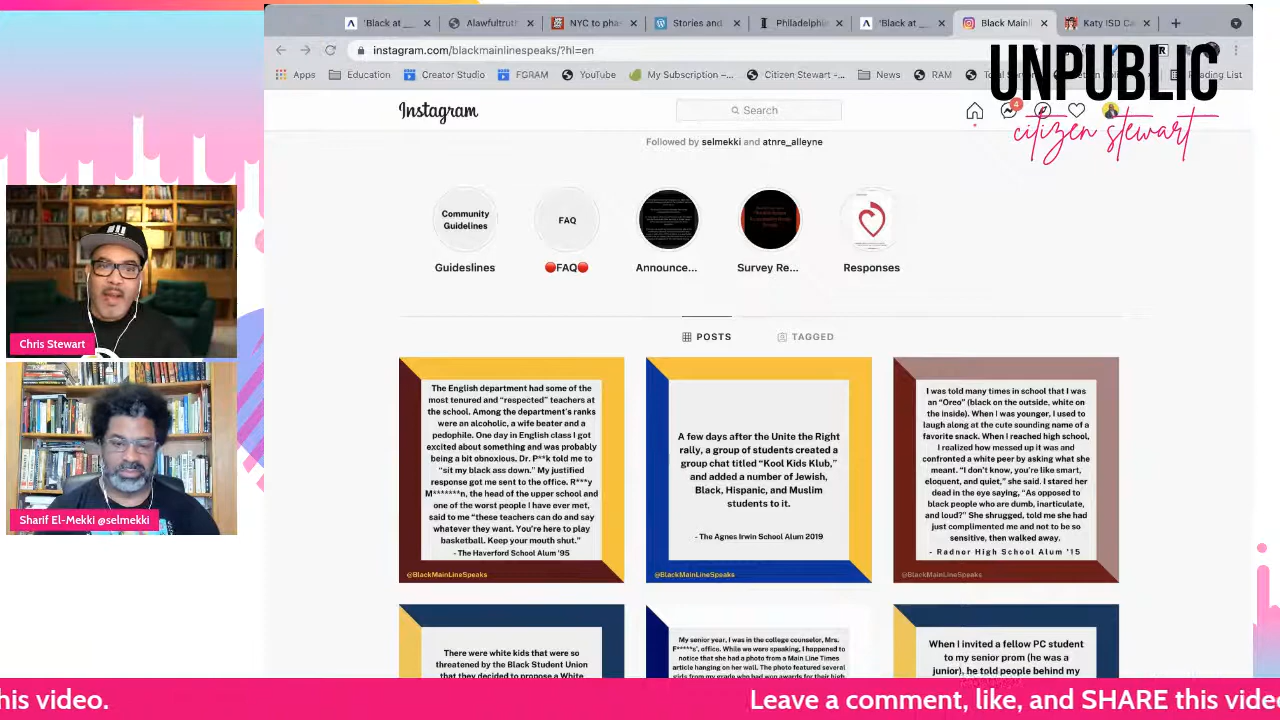 'Black at __
Alawfultruth
NYC to pha
Stories and
Philadelphi
'Black at __
Black Mainli
Katy ISD Ca
instagram.com/blackmainlinespeaks/?hl=en
Apps
Education
Creator Studio
FGRAM
YouTube
My Subscription –...
Citizen Stewart –...
News
RAM
Reading List
UNPUBLIC
citizen stewart
Instagram
Search
4
Followed by selmekki and atnre_alleyne
Community
Guidelines
FAQ
Guideslines
FAQ
Announce...
Survey Re...
Responses
POSTS
TAGGED
The English department had some of the
most tenured and “respected” teachers at
the school. Among the department’s ranks
were an alcoholic, a wife beater and a
pedophile. One day in English class I got
excited about something and was probably
being a bit obnoxious. Dr. P**k told me to
“sit my black ass down.” My justified
response got me sent to the office. R***y
M*******n, the head of the upper school and
one of the worst people I have ever met,
said to me “these teachers can do and say
whatever they want. You’re here to play
basketball. Keep your mouth shut.”
- The Haverford School Alum ‘95
@BlackMainLineSpeaks
A few days after the Unite the Right
rally, a group of students created a
group chat titled “Kool Kids Klub,”
and added a number of Jewish,
Black, Hispanic, and Muslim
students to it.
- The Agnes Irwin School Alum 2019
@BlackMainLineSpeaks
I was told many times in school that I was
an “Oreo” (black on the outside, white on
the inside). When I was younger, I used to
laugh along at the cute sounding name of a
favorite snack. When I reached high school,
I realized how messed up it was and
confronted a white peer by asking what she
meant. “I don’t know, you’re like smart,
eloquent, and quiet,” she said. I stared her
dead in the eye saying, “As opposed to
black people who are dumb, inarticulate,
and loud?” She shrugged, told me she had
just complimented me and not to be so
sensitive, then walked away.
- Radnor High School Alum '15
@BlackMainLineSpeaks
There were white kids that were so
threatened by the Black Student Union
that they decided to propose a White
My senior year, I was in the college counselor, Mrs.
F*****s’, office. While we were speaking, I happened to
notice that she had a photo from a Main Line Times
article hanging on her wall. The photo featured several
girls from my grade who had won awards for their high
When I invited a fellow PC student
to my senior prom (he was a
junior), he told people behind my
Chris Stewart
Sharif El-Mekki @selmekki
his video.
Leave a comment, like, and SHARE this vide